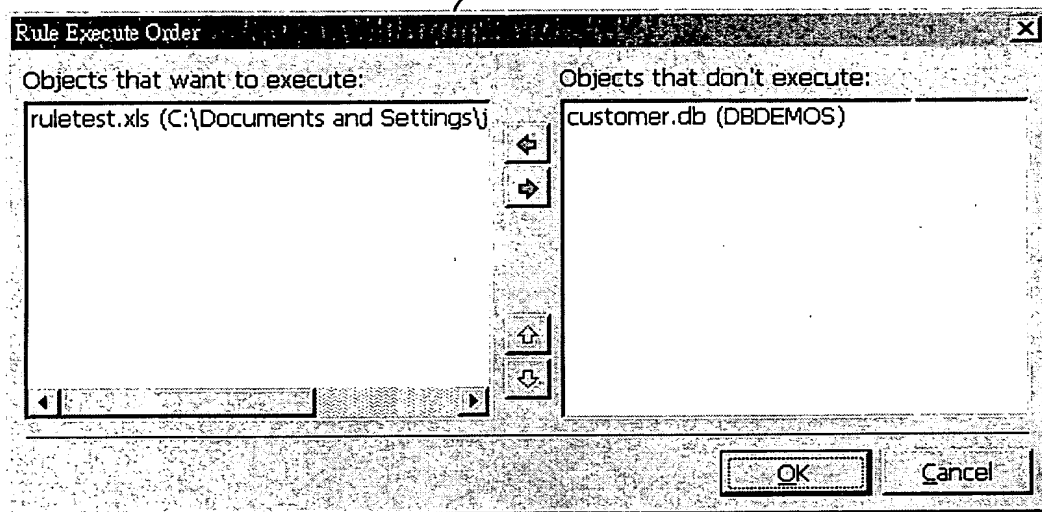 Rule Execute Order
Objects that want to execute:
Objects that don't execute:
ruletest.xls (C:\Documents and Settings\j
customer.db (DBDEMOS)
OK
Cancel